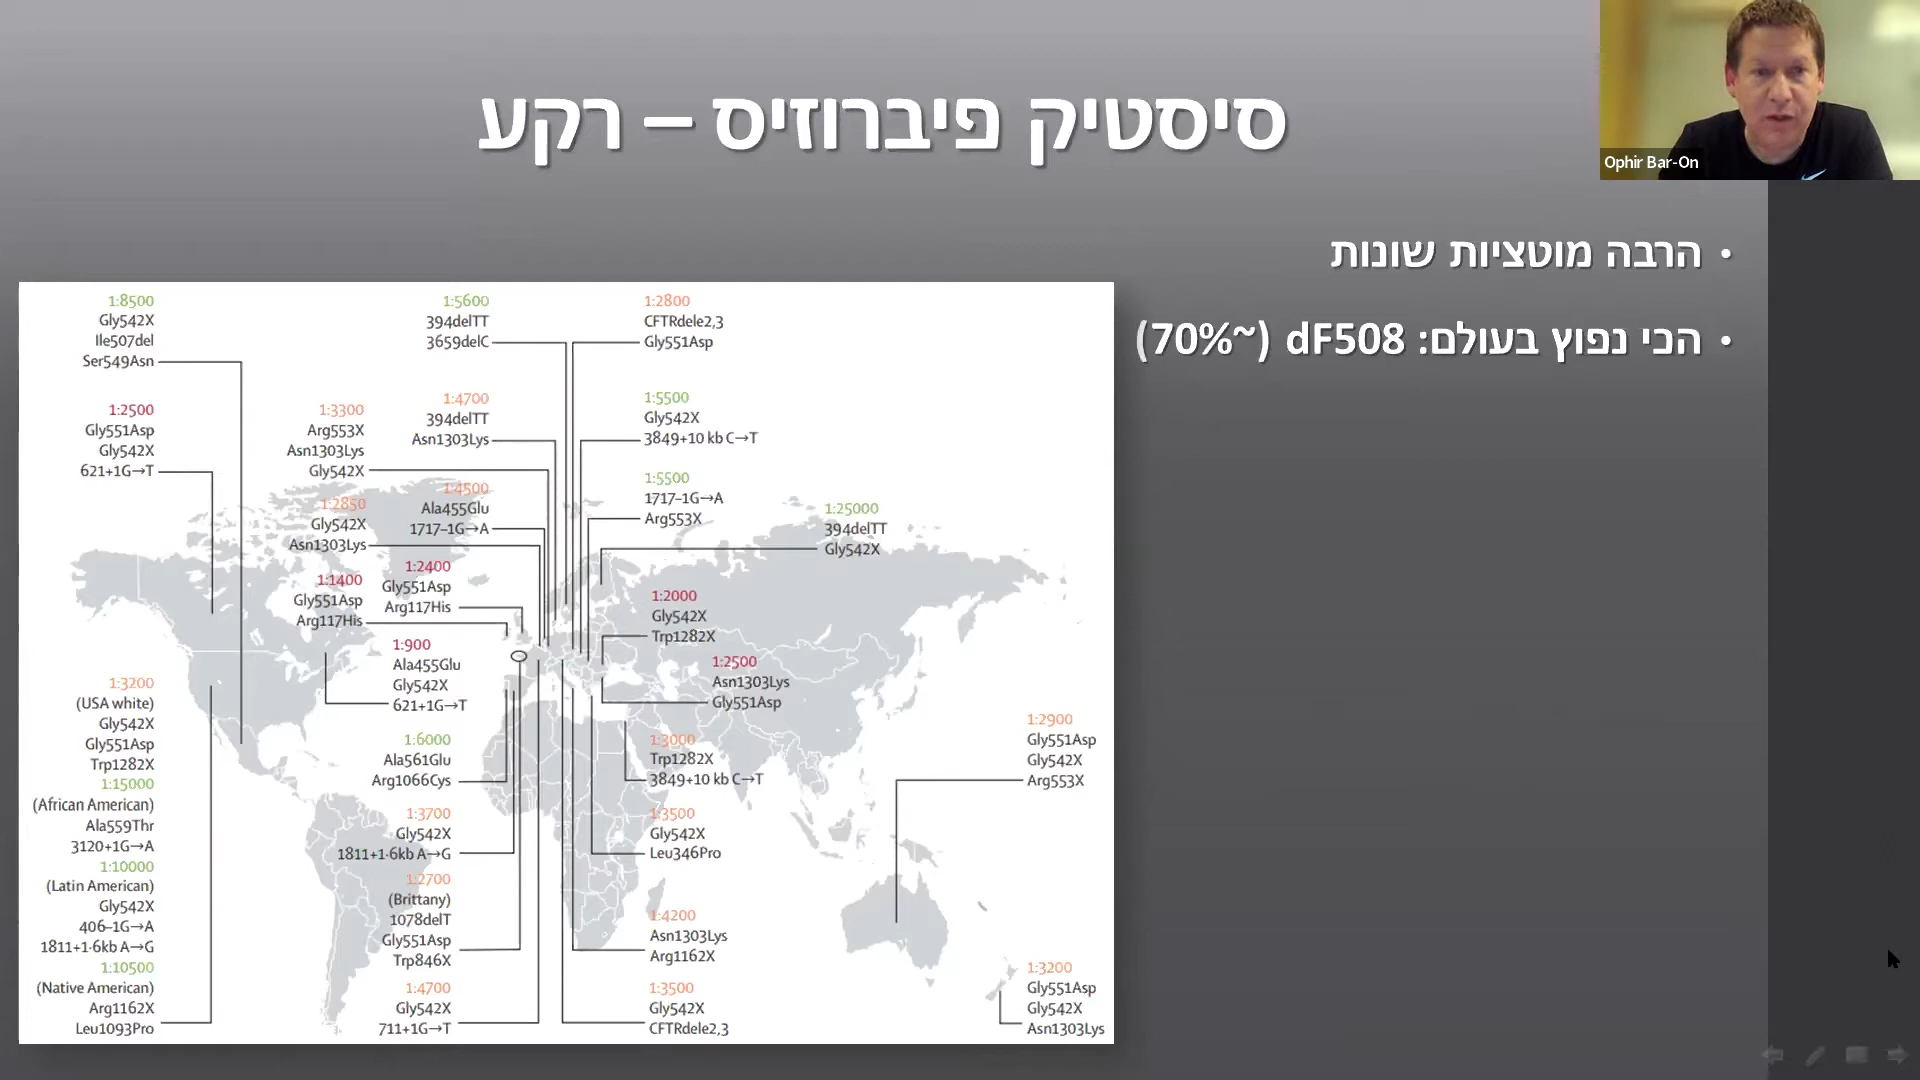 סיסטיק פיברוזיס – רקע
Ophir Bar-On
• הרבה מוטציות שונות
• הכי נפוץ בעולם: dF508 (~70%)
1:8500
Gly542X
Ile507del
Ser549Asn
1:2500
Gly551Asp
Gly542X
621+1G→T
1:3200
(USA white)
Gly542X
Gly551Asp
Trp1282X
1:15000
(African American)
Ala559Thr
3120+1G→A
1:10000
(Latin American)
Gly542X
406–1G→A
1811+1·6kb A→G
1:10500
(Native American)
Arg1162X
Leu1093Pro
1:3300
Arg553X
Asn1303Lys
Gly542X
1:2850
Gly542X
Asn1303Lys
1:1400
Gly551Asp
Arg117His
1:5600
394delTT
3659delC
1:4700
394delTT
Asn1303Lys
1:4500
Ala455Glu
1717–1G→A
1:2400
Gly551Asp
Arg117His
1:900
Ala455Glu
Gly542X
621+1G→T
1:6000
Ala561Glu
Arg1066Cys
1:3700
Gly542X
1811+1·6kb A→G
1:2700
(Brittany)
1078delT
Gly551Asp
Trp846X
1:4700
Gly542X
711+1G→T
1:2800
CFTRdele2,3
Gly551Asp
1:5500
Gly542X
3849+10 kb C→T
1:5500
1717–1G→A
Arg553X
1:25000
394delTT
Gly542X
1:2000
Gly542X
Trp1282X
1:2500
Asn1303Lys
Gly551Asp
1:3000
Trp1282X
3849+10 kb C→T
1:3500
Gly542X
Leu346Pro
1:4200
Asn1303Lys
Arg1162X
1:3500
Gly542X
CFTRdele2,3
1:2900
Gly551Asp
Gly542X
Arg553X
1:3200
Gly551Asp
Gly542X
Asn1303Lys